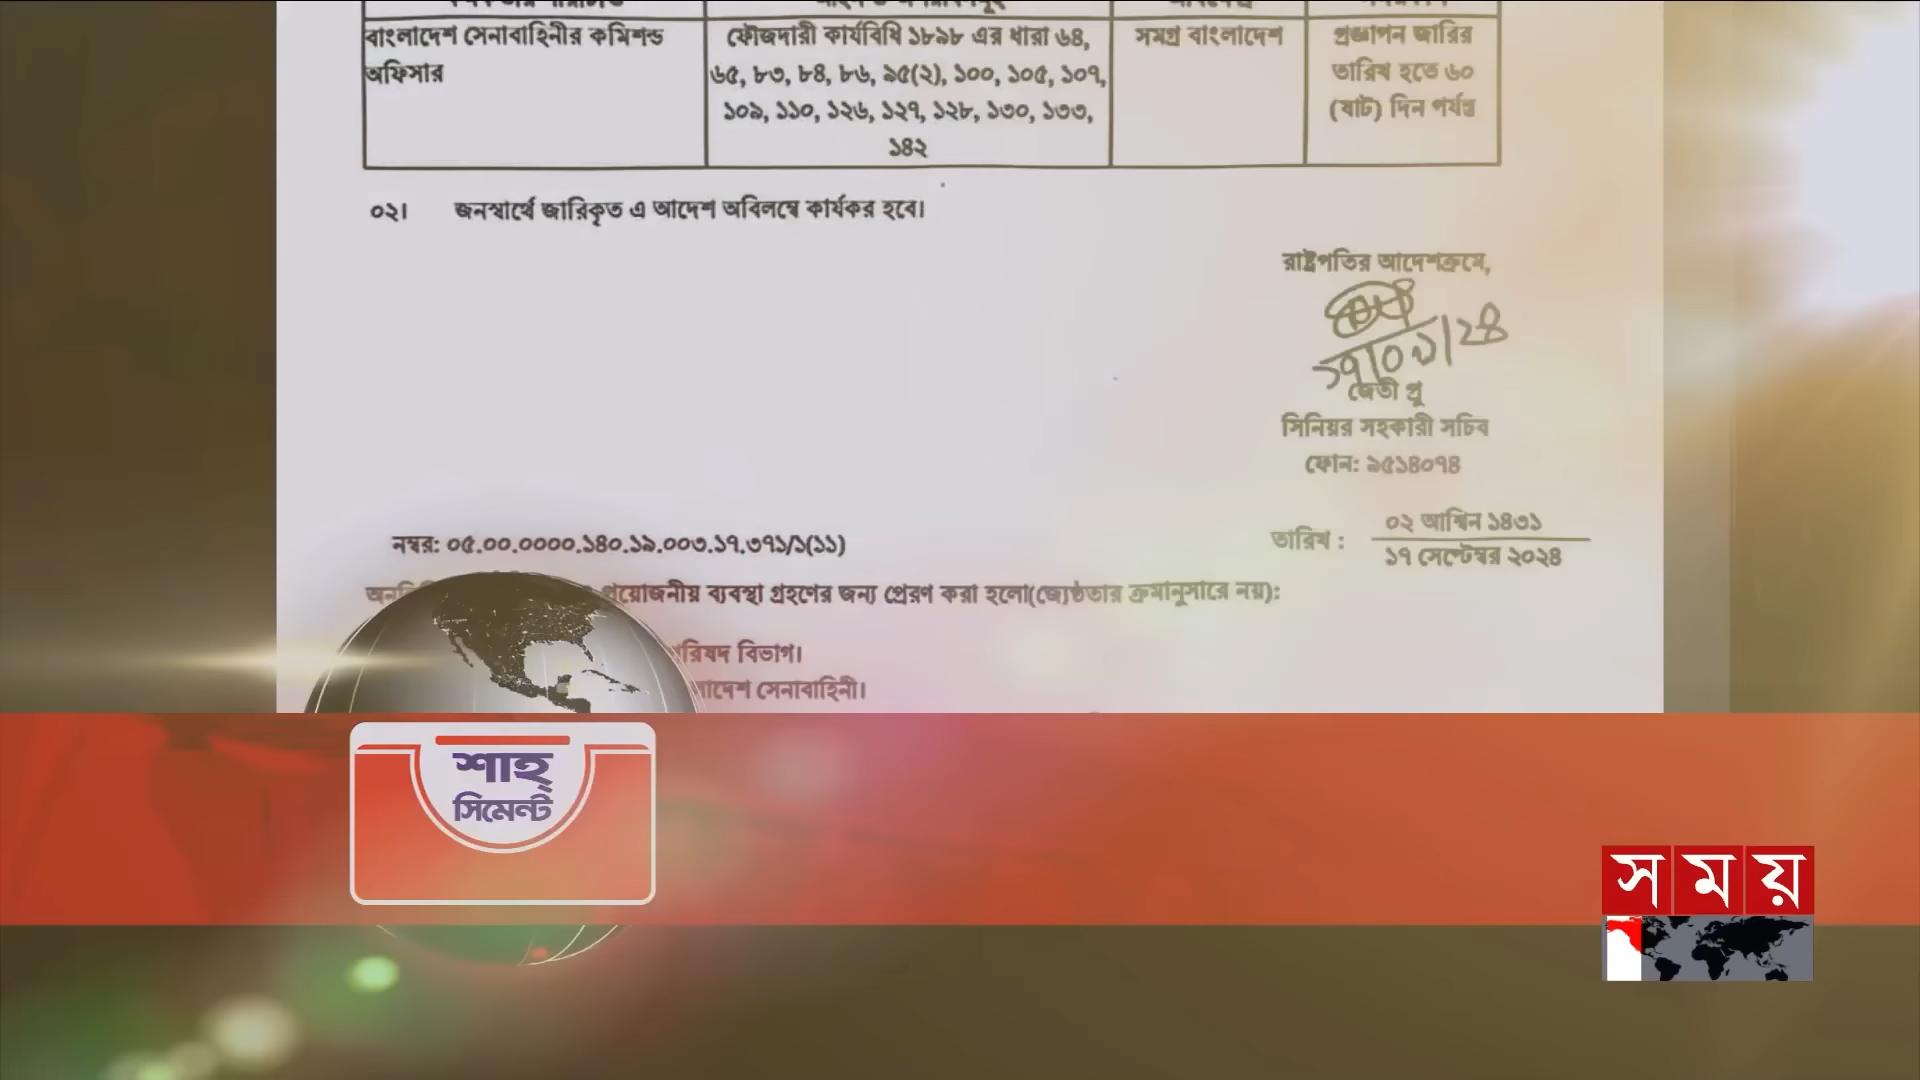 বাংলাদেশ সেনাবাহিনীর কমিশন্ড অফিসার
ফৌজদারী কার্যবিধি ১৮৯৮ এর ধারা ৬৪,
৬৫, ৮৩, ৮৪, ৮৬, ৯৫(২), ১০০, ১০৫, ১০৭,
১০৯, ১১০, ১২৬, ১২৭, ১২৮, ১৩০, ১৩৩,
১৪২
সমগ্র বাংলাদেশ
প্রজ্ঞাপন জারির
তারিখ হতে ৬০
(ষাট) দিন পর্যন্ত
০২। জনস্বার্থে জারিকৃত এ আদেশ অবিলম্বে কার্যকর হবে।
রাষ্ট্রপতির আদেশক্রমে,
১৭/০৯/২৪
জেতী প্রু
সিনিয়র সহকারী সচিব
ফোন: ৯৫১৪০৭৪
নম্বর: ০৫.০০.০০০০.১৪০.১৯.০০৩.১৭.৩৭১/১(১১)
তারিখ :
০২ আশ্বিন ১৪৩১
১৭ সেপ্টেম্বর ২০২৪
প্রয়োজনীয় ব্যবস্থা গ্রহণের জন্য প্রেরণ করা হলো(জ্যেষ্ঠতার ক্রমানুসারে নয়):
বিভাগ।
সেনাবাহিনী।
শাহ্
সিমেন্ট
সময়